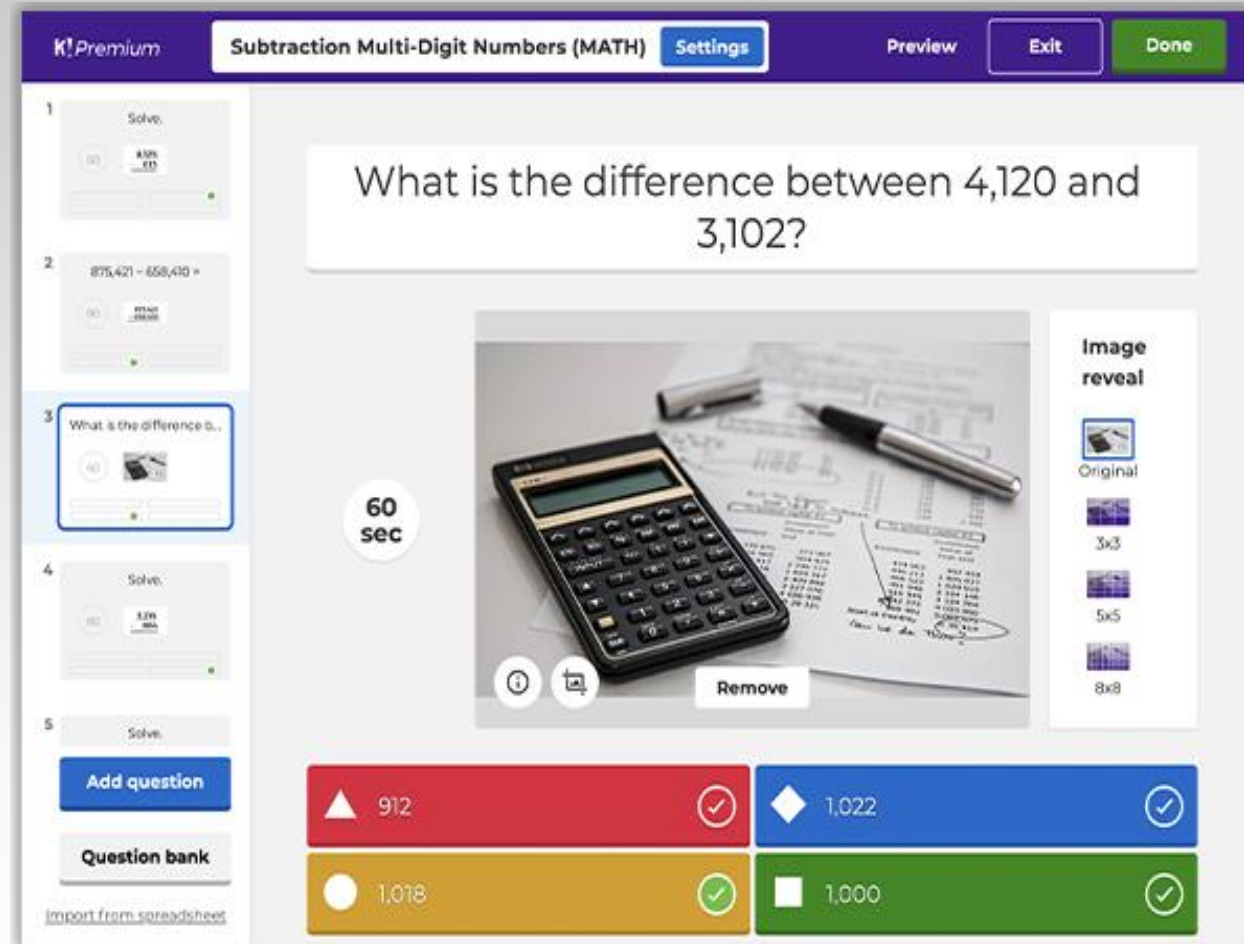 K! Premium
Subtraction Multi-Digit Numbers (MATH)
Settings
Preview
Exit
Done
1
Solve.
60
2
875,421 - 658,410 =
90
3
What is the difference b...
60
4
Solve.
5
Solve.
Add question
Question bank
Import from spreadsheet
What is the difference between 4,120 and
3,102?
60
sec
Remove
Image
reveal
Original
3x3
5x5
8x8
912
1,022
1,018
1,000